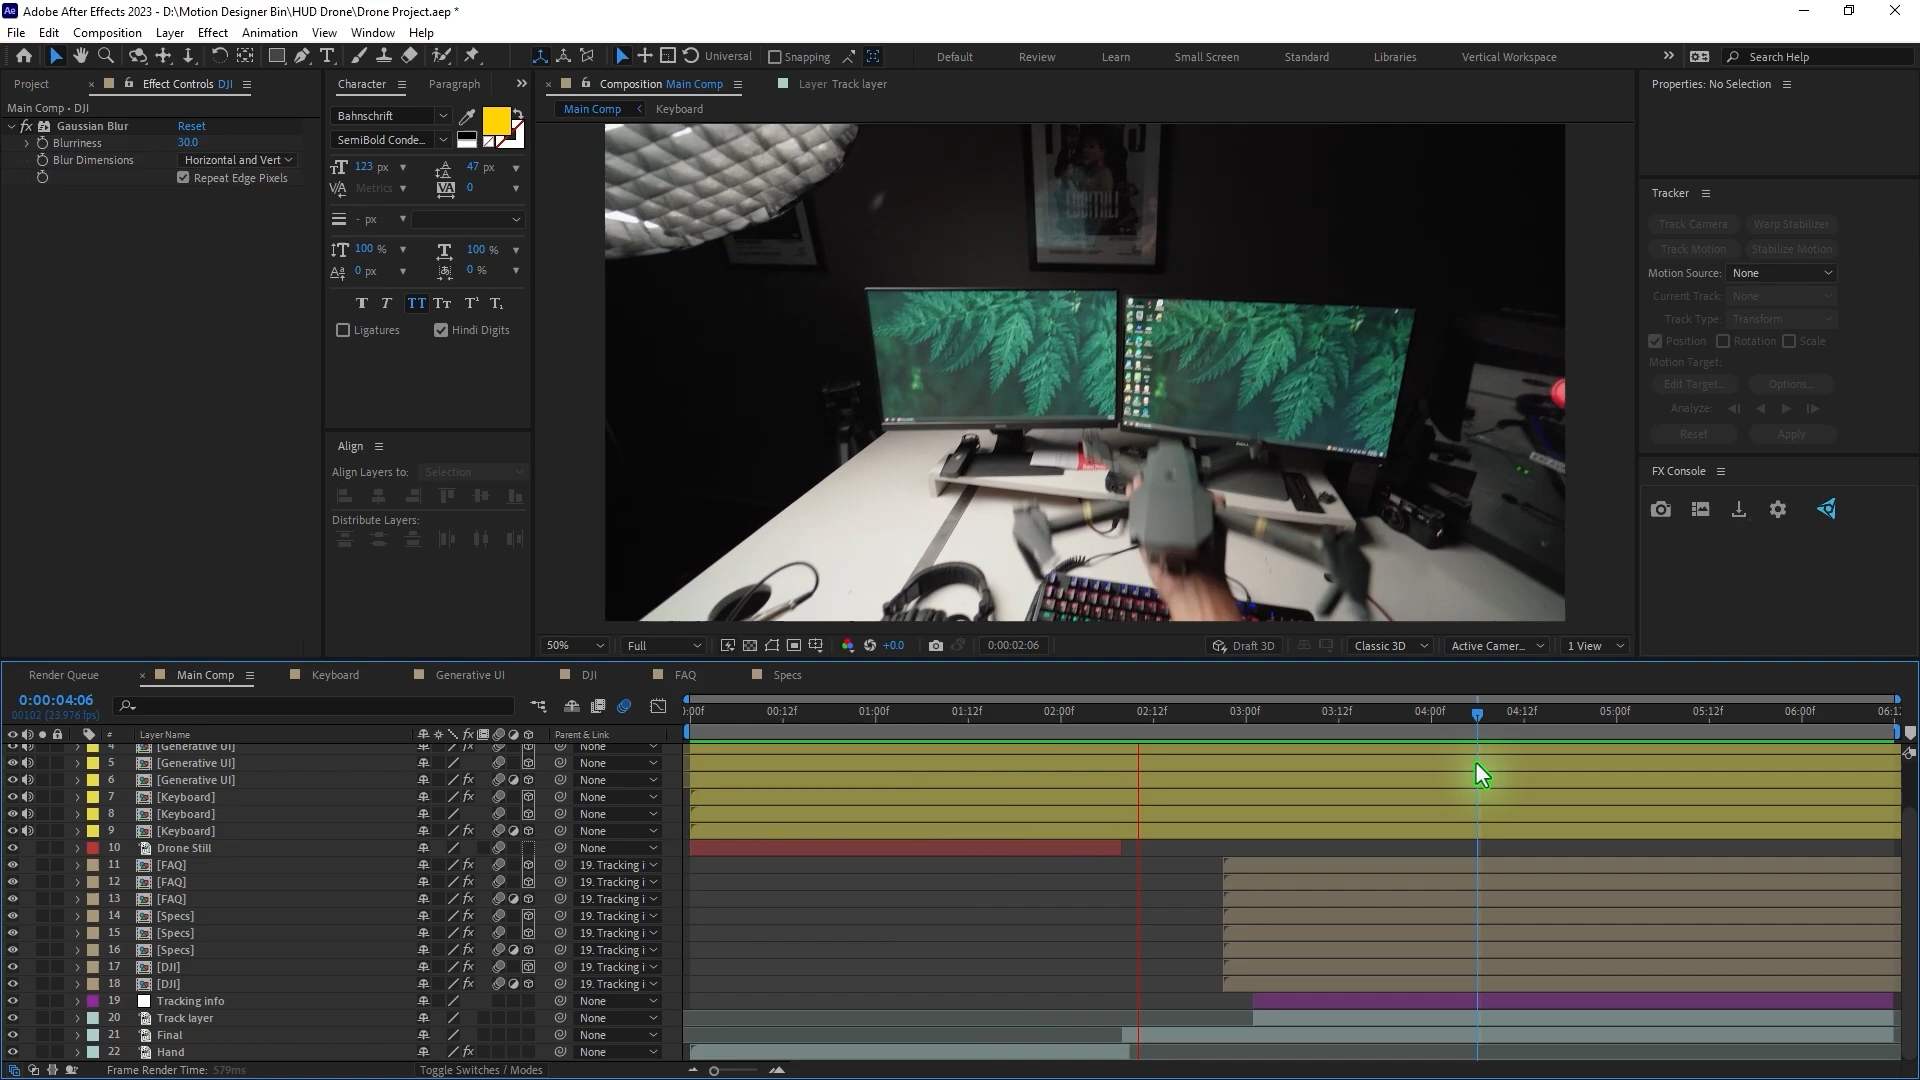 Adobe After Effects 2023 - D:\Motion Designer Bin\HUD Drone\Drone Project.aep *
File Edit Composition Layer Effect Animation View Window Help
Universal Snapping Default Review Learn Small Screen Standard Libraries Vertical Workspace Search Help
Project Effect Controls DJI
Main Comp • DJI
fx Gaussian Blur Reset
Blurriness 30.0
Blur Dimensions Horizontal and Vert
Repeat Edge Pixels
Character Paragraph
Bahnschrift
SemiBold Conde...
123 px 47 px
Metrics 0
- px
100 % 100 %
0 px 0 %
Ligatures Hindi Digits
Align
Align Layers to: Selection
Distribute Layers:
Composition Main Comp Layer Track layer
Main Comp Keyboard
50% Full +0.0 0:00:02:06 Draft 3D Classic 3D Active Camer... 1 View
Properties: No Selection
Tracker
Track Camera Warp Stabilizer
Track Motion Stabilize Motion
Motion Source: None
Current Track: None
Track Type: Transform
Position Rotation Scale
Motion Target:
Edit Target... Options...
Analyze:
Reset Apply
FX Console
Render Queue Main Comp Keyboard Generative UI DJI FAQ Specs
0:00:04:06
00102 (23.976 fps)
:00f 00:12f 01:00f 01:12f 02:00f 02:12f 03:00f 03:12f 04:00f 04:12f 05:00f 05:12f 06:00f 06:12
# Layer Name Parent & Link
4 [Generative UI] None
5 [Generative UI] None
6 [Generative UI] None
7 [Keyboard] None
8 [Keyboard] None
9 [Keyboard] None
10 Drone Still None
11 [FAQ] 19. Tracking i
12 [FAQ] 19. Tracking i
13 [FAQ] 19. Tracking i
14 [Specs] 19. Tracking i
15 [Specs] 19. Tracking i
16 [Specs] 19. Tracking i
17 [DJI] 19. Tracking i
18 [DJI] 19. Tracking i
19 Tracking info None
20 Track layer None
21 Final None
22 Hand None
Frame Render Time: 579ms Toggle Switches / Modes